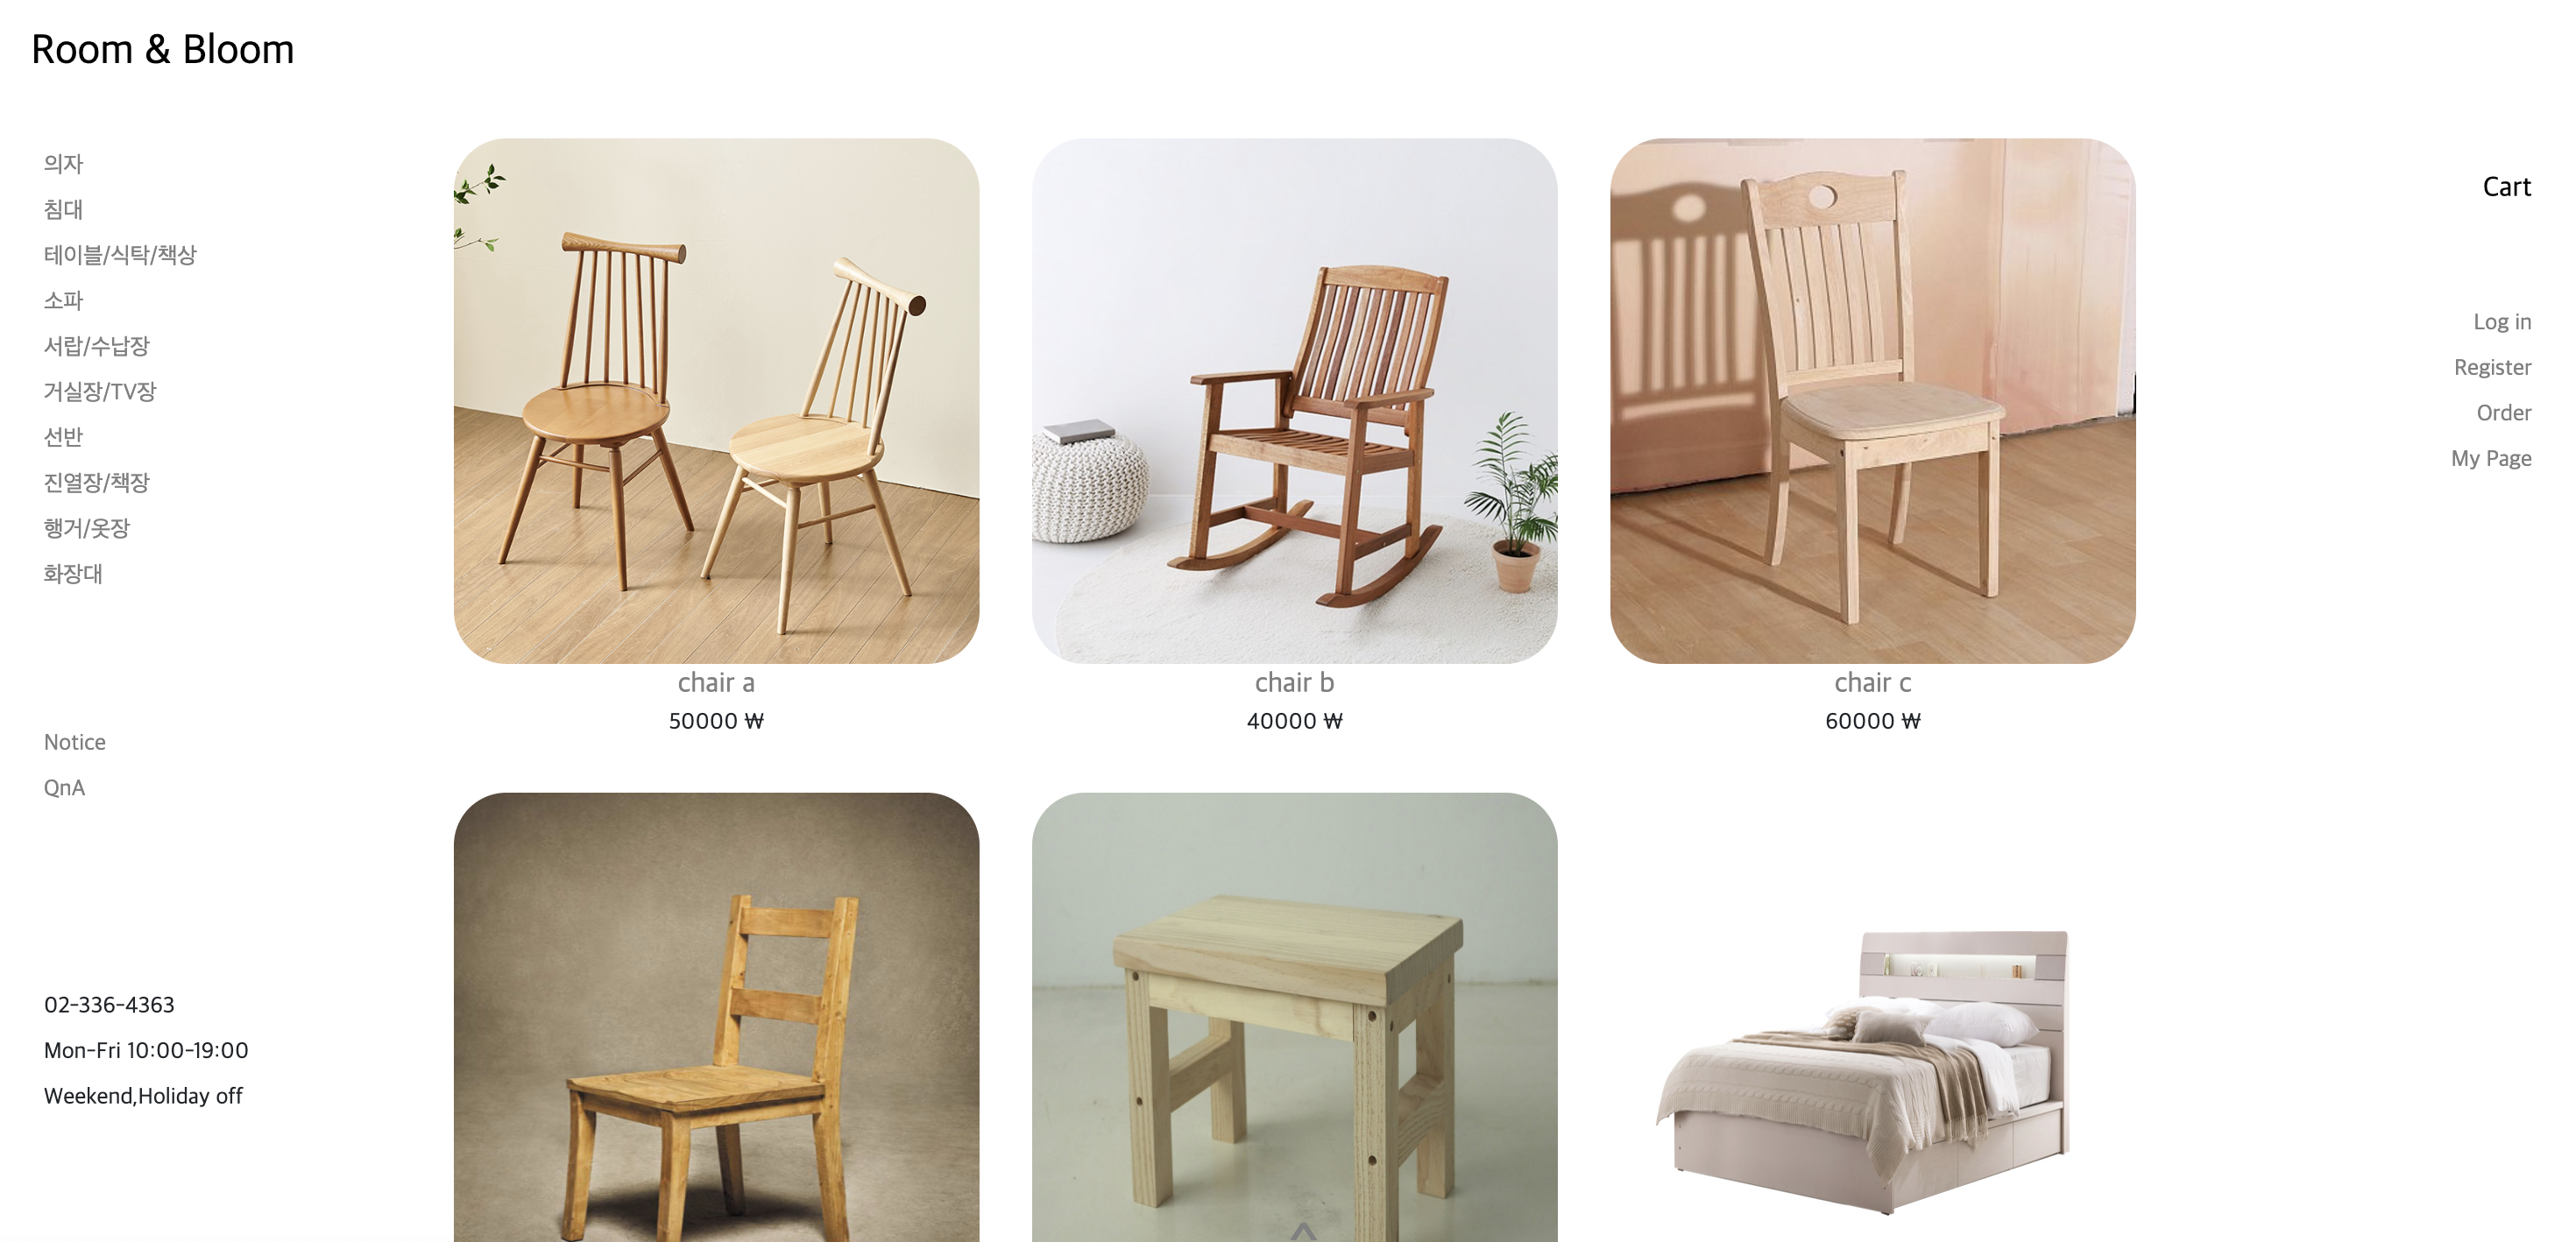 Room & Bloom
의자
침대
테이블/식탁/책상
소파
서랍/수납장
거실장/TV장
선반
진열장/책장
행거/옷장
화장대
Notice
QnA
02-336-4363
Mon-Fri 10:00-19:00
Weekend,Holiday off
chair a
50000 ₩
chair b
40000 ₩
chair c
60000 ₩
Cart
Log in
Register
Order
My Page